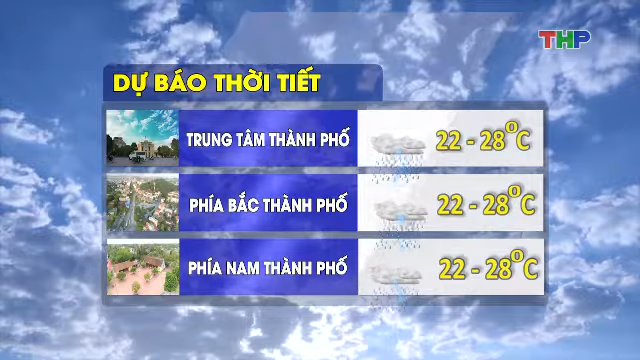 THP
DỰ BÁO THỜI TIẾT
TRUNG TÂM THÀNH PHỐ 22 - 28°C
PHÍA BẮC THÀNH PHỐ 22 - 28°C
PHÍA NAM THÀNH PHỐ 22 - 28°C